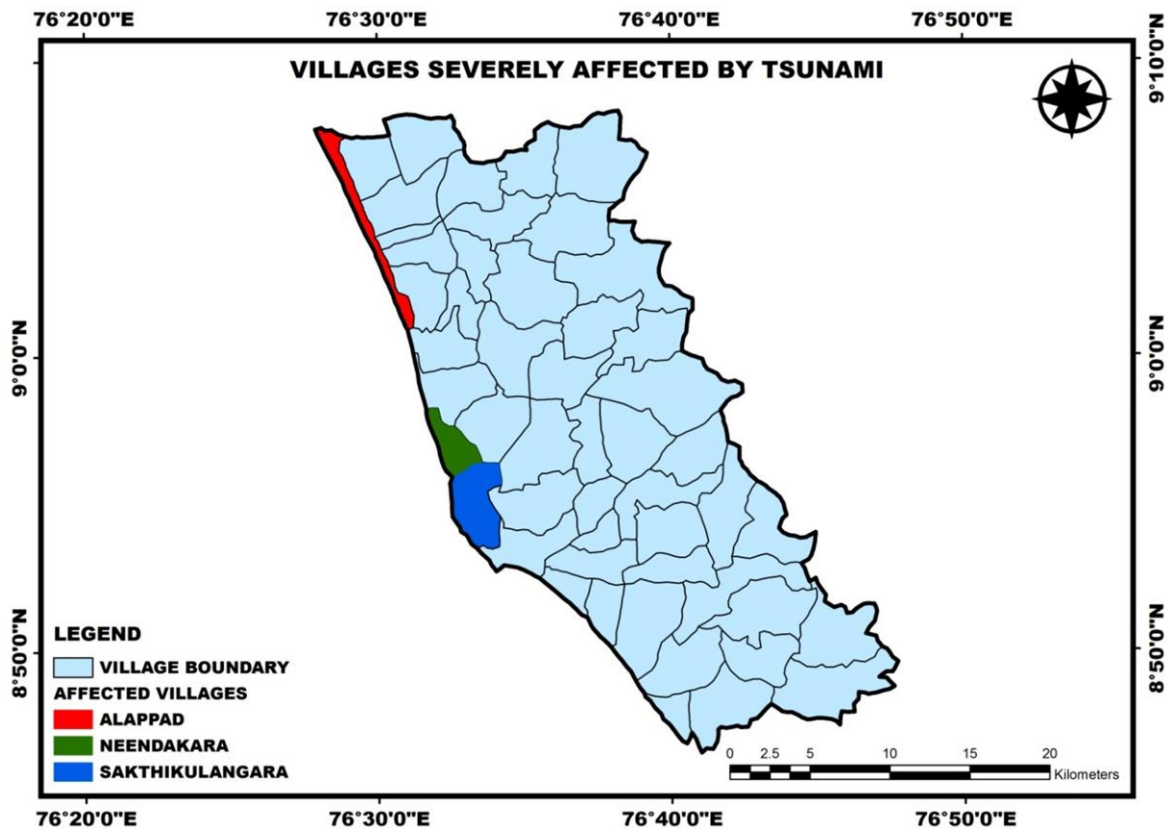 76°20'0"E 76°30'0"E 76°40'0"E 76°50'0"E
VILLAGES SEVERELY AFFECTED BY TSUNAMI
9°10'0"N
9°0'0"N
9°0'0"N
8°50'0"N
8°50'0"N
LEGEND
VILLAGE BOUNDARY
AFFECTED VILLAGES
ALAPPAD
NEENDAKARA
SAKTHIKULANGARA
0 2.5 5 10 15 20
Kilometers
76°20'0"E 76°30'0"E 76°40'0"E 76°50'0"E